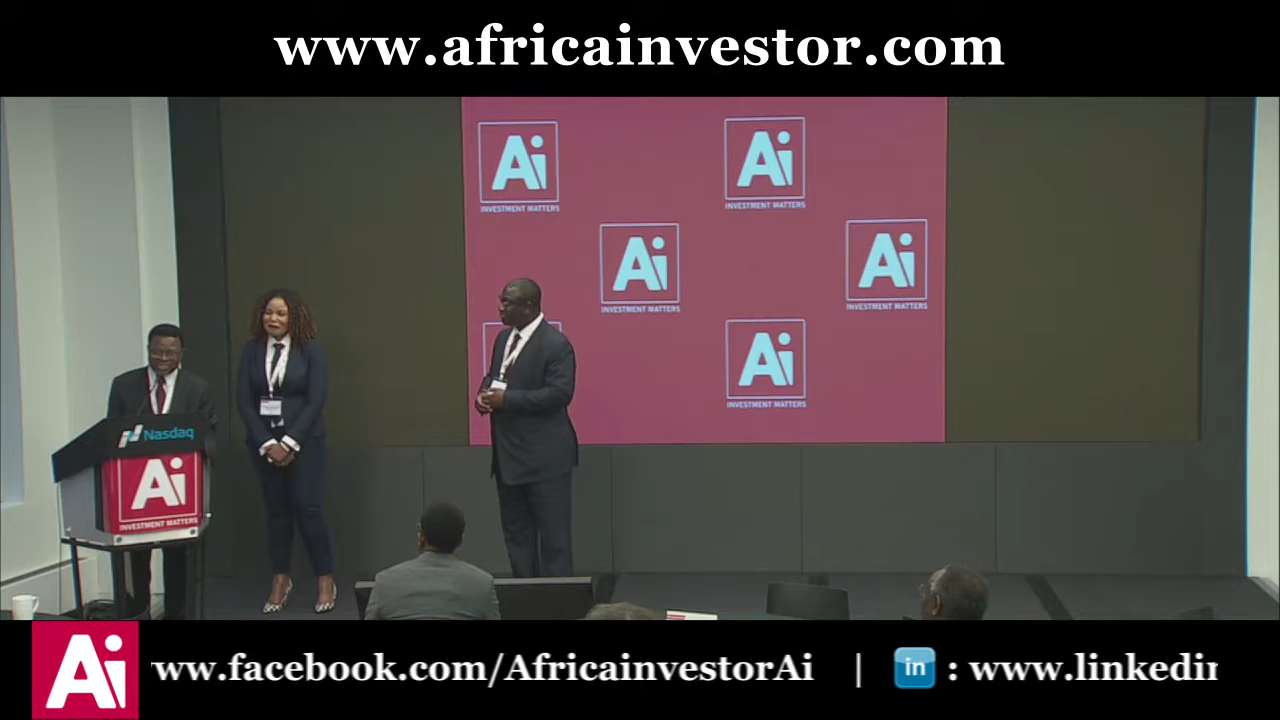 www.africainvestor.com
Ai
INVESTMENT MATTERS
Ai
INVESTMENT MATTERS
Ai
INVESTMENT MATTERS
Ai
INVESTMENT MATTERS
Ai
INVESTMENT MATTERS
Nasdaq
Ai
INVESTMENT MATTERS
Ai
ww.facebook.com/AfricainvestorAi | in : www.linkedin